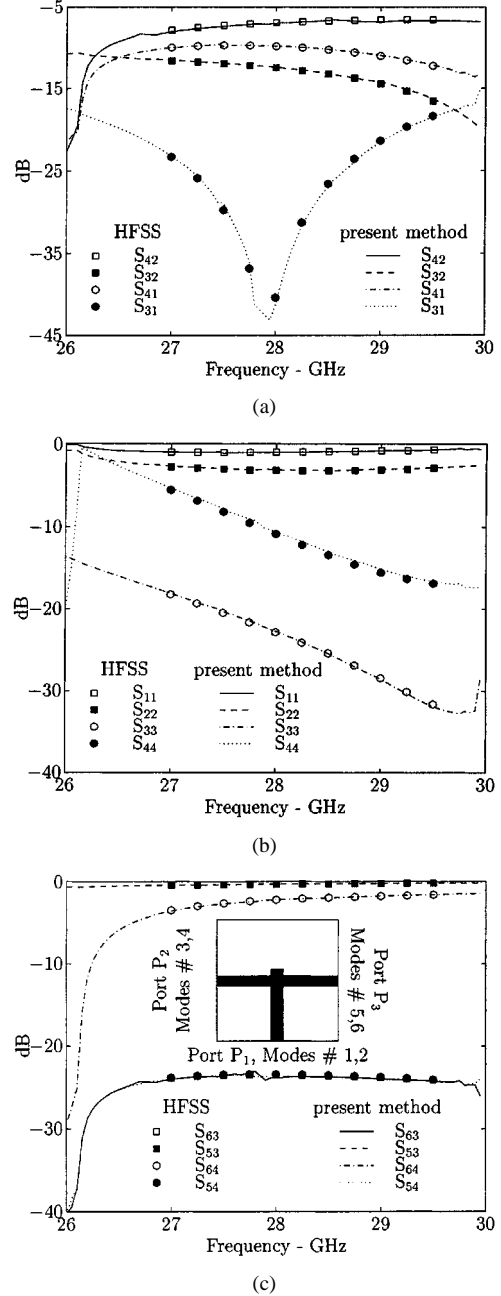 −5
−15
−25
−35
−45
dB
HFSS present method
S42 S42
S32 S32
S41 S41
S31 S31
26 27 28 29 30
Frequency - GHz
(a)
0
−10
−20
−30
−40
dB
HFSS present method
S11 S11
S22 S22
S33 S33
S44 S44
26 27 28 29 30
Frequency - GHz
(b)
0
−10
−20
−30
−40
dB
Port P2
Modes # 3,4
Port P3
Modes # 5,6
Port P1, Modes # 1,2
HFSS present method
S63 S63
S53 S53
S64 S64
S54 S54
26 27 28 29 30
Frequency - GHz
(c)